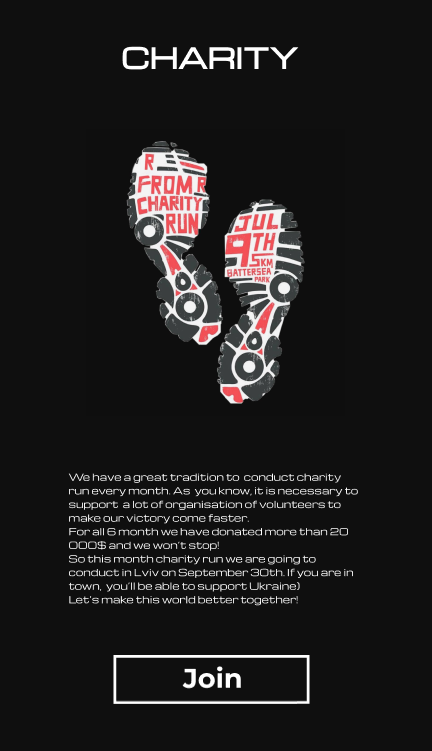 CHARITY
R
FROM R
CHARITY
RUN
JUL
9TH
5KM
BATTERSEA
PARK
We have a great tradition to conduct charity
run every month. As you know, it is necessary to
support a lot of organisation of volunteers to
make our victory come faster.
For all 6 month we have donated more than 20
000$ and we won't stop!
So this month charity run we are going to
conduct in Lviv on September 30th. If you are in
town, you'll be able to support Ukraine)
Let's make this world better together!
Join